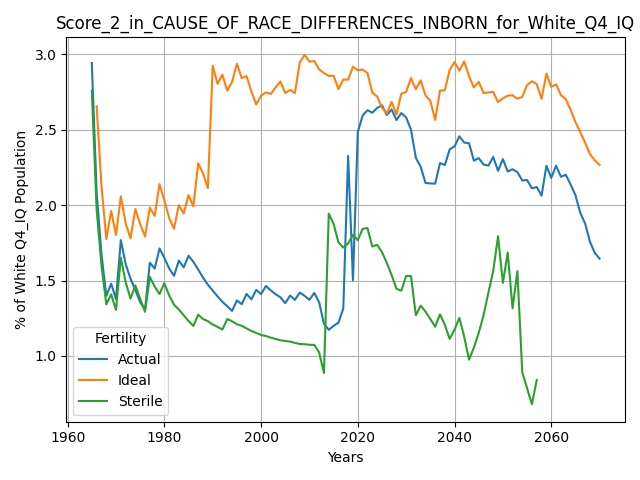 Score_2_in_CAUSE_OF_RACE_DIFFERENCES_INBORN_for_White_Q4_IQ
% of White Q4_IQ Population
3.0
2.5
2.0
1.5
1.0
Fertility
Actual
Ideal
Sterile
1960 1980 2000 2020 2040 2060
Years